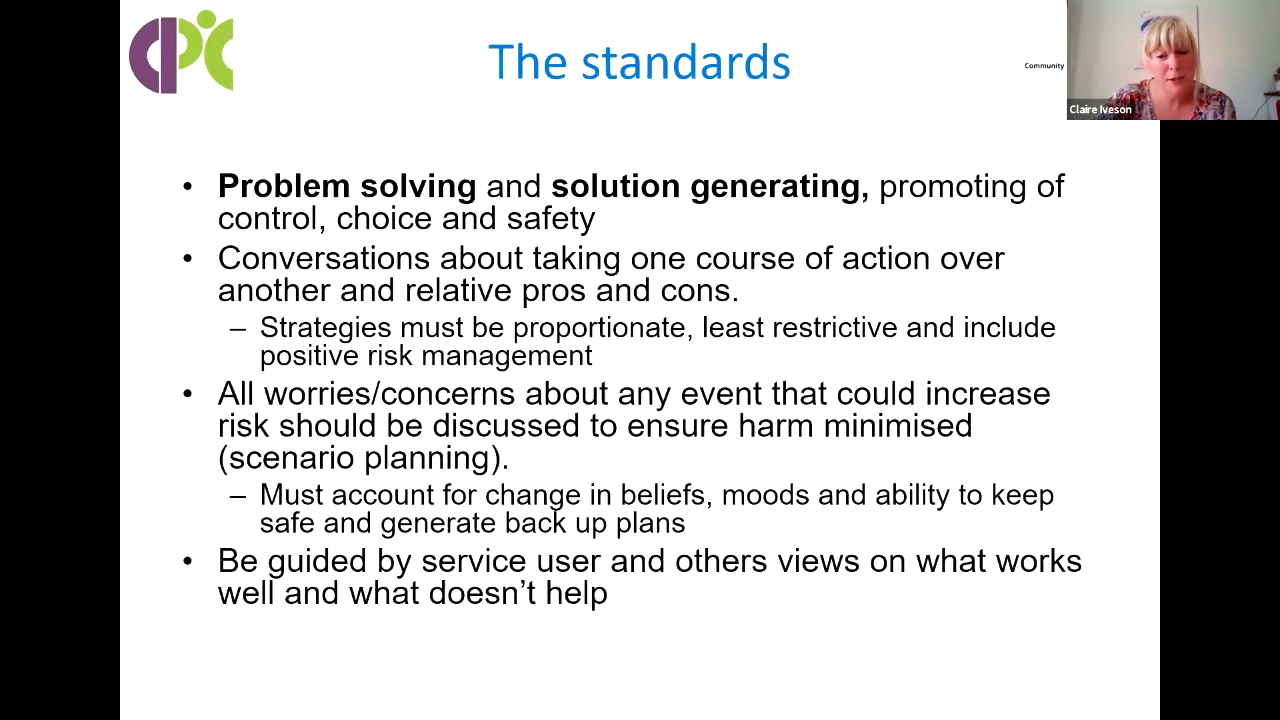 The standards
Community
Claire Iveson
• Problem solving and solution generating, promoting of
control, choice and safety
• Conversations about taking one course of action over
another and relative pros and cons.
– Strategies must be proportionate, least restrictive and include
positive risk management
• All worries/concerns about any event that could increase
risk should be discussed to ensure harm minimised
(scenario planning).
– Must account for change in beliefs, moods and ability to keep
safe and generate back up plans
• Be guided by service user and others views on what works
well and what doesn’t help